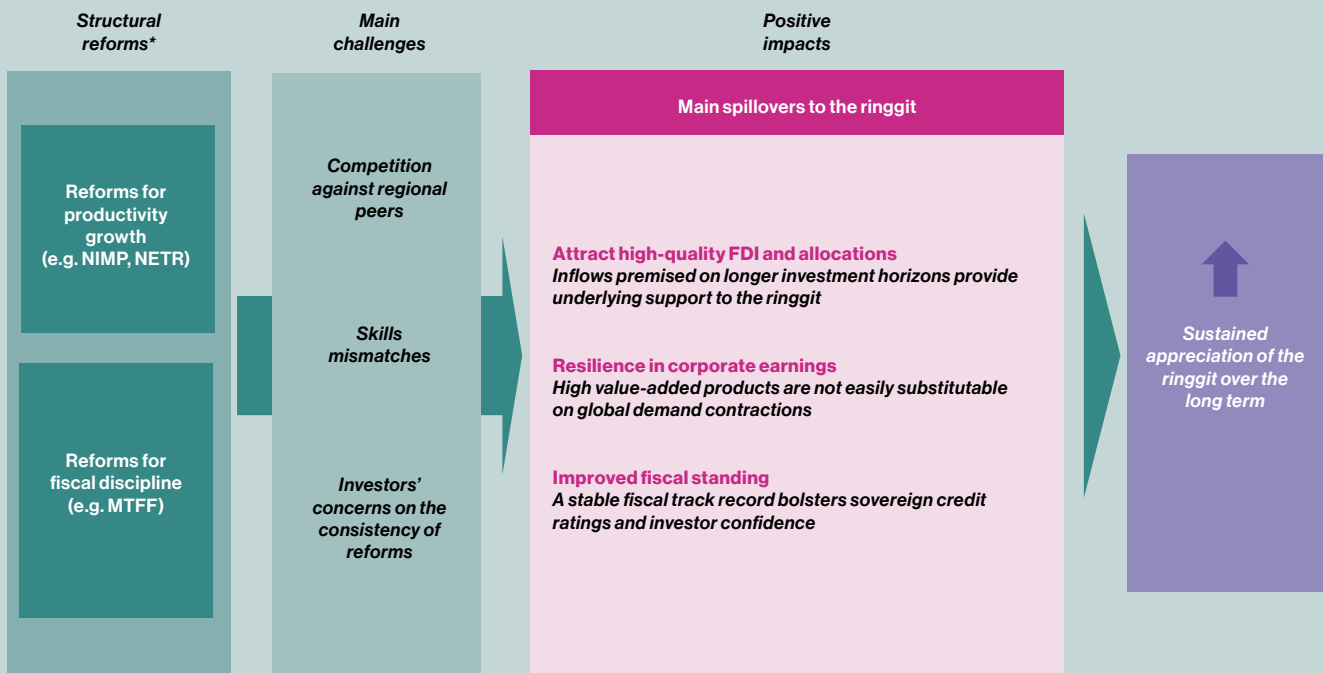 Structural
reforms*
Main
challenges
Positive
impacts
Reforms for
productivity
growth
(e.g. NIMP, NETR)
Reforms for
fiscal discipline
(e.g. MTFF)
Competition
against regional
peers
Skills
mismatches
Investors'
concerns on the
consistency of
reforms
Main spillovers to the ringgit
Attract high-quality FDI and allocations
Inflows premised on longer investment horizons provide
underlying support to the ringgit
Resilience in corporate earnings
High value-added products are not easily substitutable
on global demand contractions
Improved fiscal standing
A stable fiscal track record bolsters sovereign credit
ratings and investor confidence
Sustained
appreciation of the
ringgit over the
long term